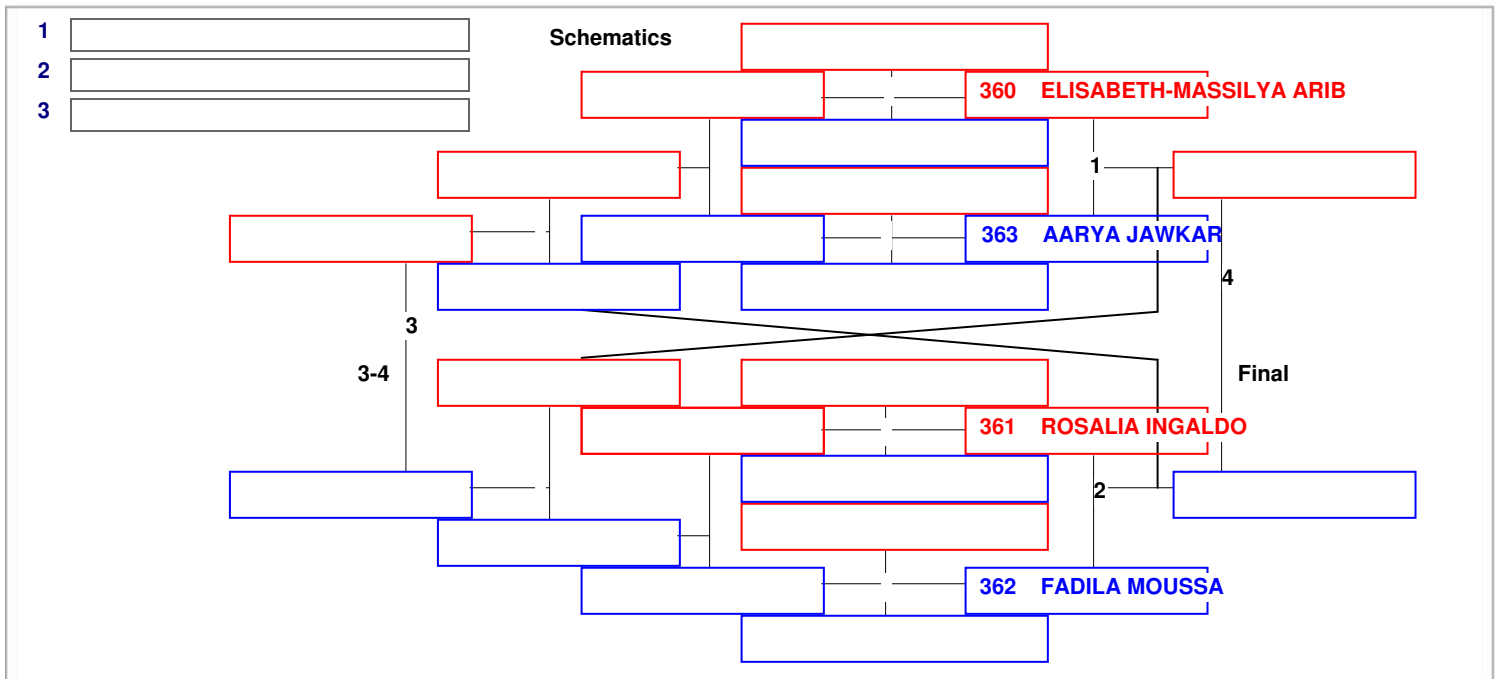 1
Schematics
2
360 ELISABETH-MASSILYA ARIB
3
1
363 AARYA JAWKAR
4
3
3-4
Final
361 ROSALIA INGALDO
2
362 FADILA MOUSSA